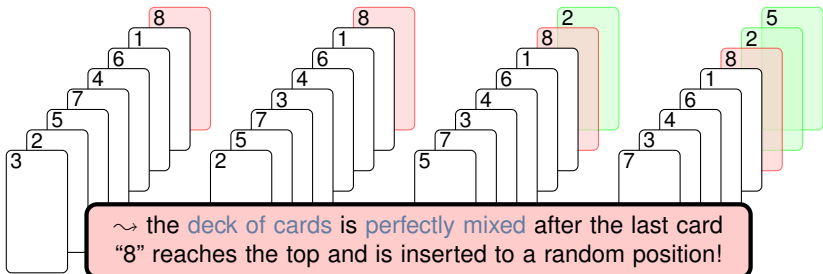 8 8 2 5
1 1 8 2
6 6 1 8
4 4 6 1
7 3 4 6
5 7 3 4
2 5 7 3
3 2 5 7
⤳ the deck of cards is perfectly mixed after the last card
“8” reaches the top and is inserted to a random position!